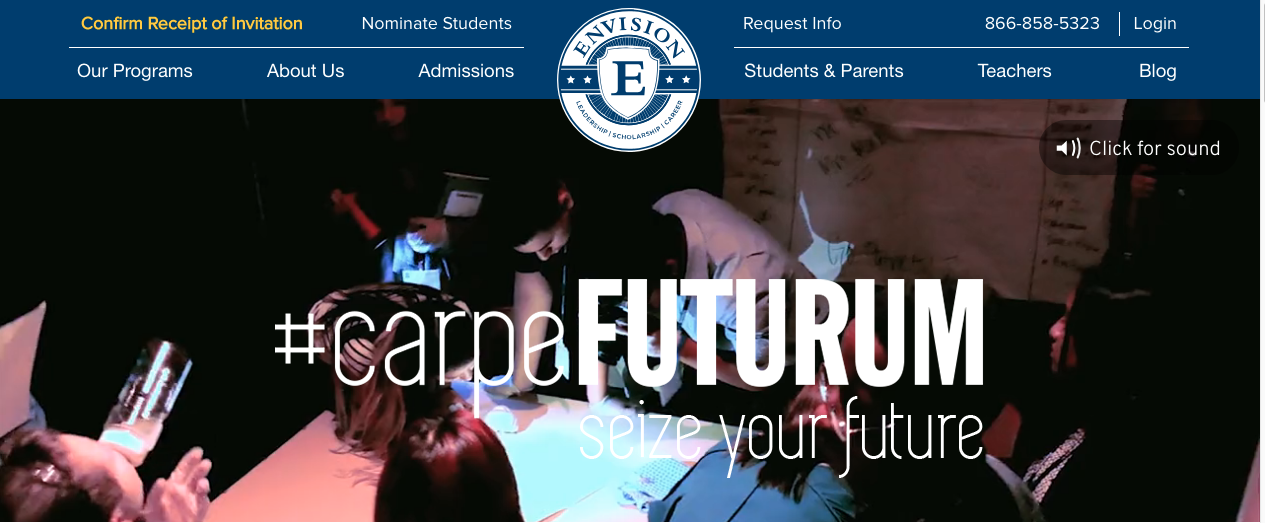 Confirm Receipt of Invitation
Nominate Students
Request Info
866-858-5323
Login
Our Programs
About Us
Admissions
Students & Parents
Teachers
Blog
ENVISION
E
LEADERSHIP | SCHOLARSHIP | CAREER
Click for sound
#carpeFUTURUM
seize your future